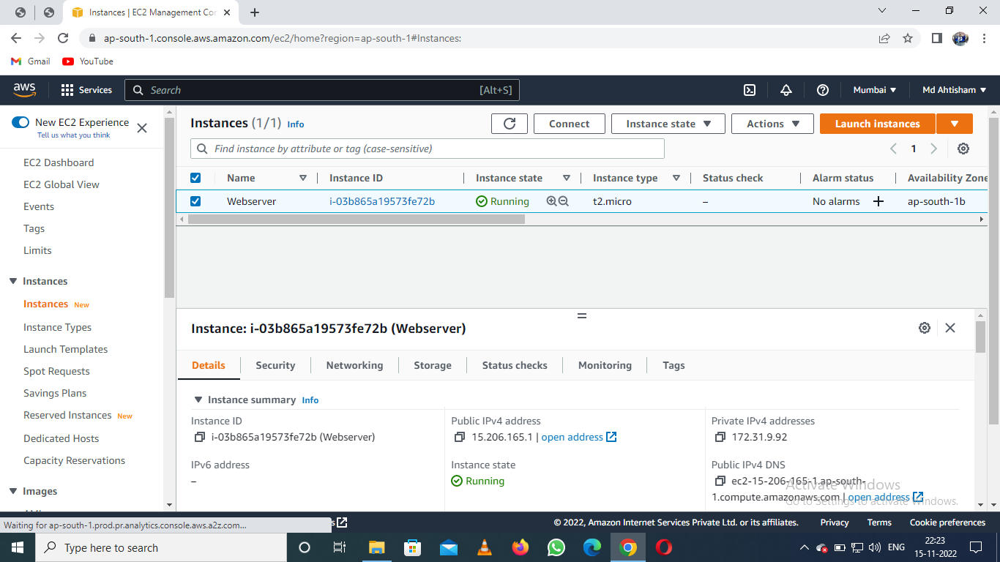 Instances | EC2 Management Cor
ap-south-1.console.aws.amazon.com/ec2/home?region=ap-south-1#Instances:
Gmail YouTube
aws Services Search [Alt+S] Mumbai Md Ahtisham
New EC2 Experience
Tell us what you think
EC2 Dashboard
EC2 Global View
Events
Tags
Limits
Instances
Instances New
Instance Types
Launch Templates
Spot Requests
Savings Plans
Reserved Instances New
Dedicated Hosts
Capacity Reservations
Images
Instances (1/1) Info Connect Instance state Actions Launch instances
Find instance by attribute or tag (case-sensitive) 1
Name Instance ID Instance state Instance type Status check Alarm status Availability Zone
Webserver i-03b865a19573fe72b Running t2.micro – No alarms + ap-south-1b
Instance: i-03b865a19573fe72b (Webserver)
Details Security Networking Storage Status checks Monitoring Tags
Instance summary Info
Instance ID
i-03b865a19573fe72b (Webserver)
Public IPv4 address
15.206.165.1 | open address
Private IPv4 addresses
172.31.9.92
IPv6 address
–
Instance state
Running
Public IPv4 DNS
ec2-15-206-165-1.ap-south-
1.compute.amazonaws.com | open address
Activate Windows
Go to Settings to activate Windows.
Waiting for ap-south-1.prod.pr.analytics.console.aws.a2z.com...
© 2022, Amazon Internet Services Private Ltd. or its affiliates. Privacy Terms Cookie preferences
Type here to search
ENG
22:23
15-11-2022